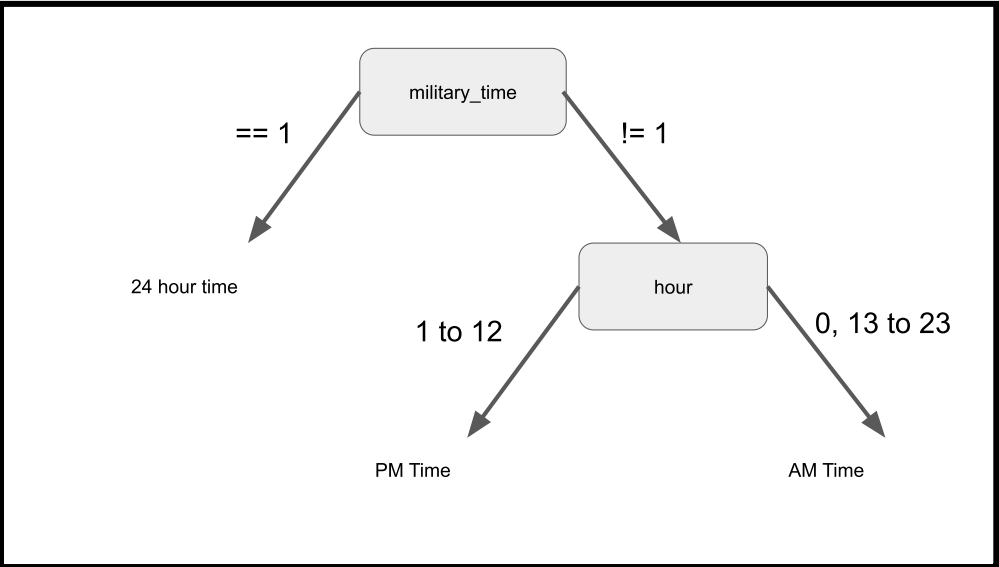 military_time
== 1
!= 1
24 hour time
hour
1 to 12
0, 13 to 23
PM Time
AM Time